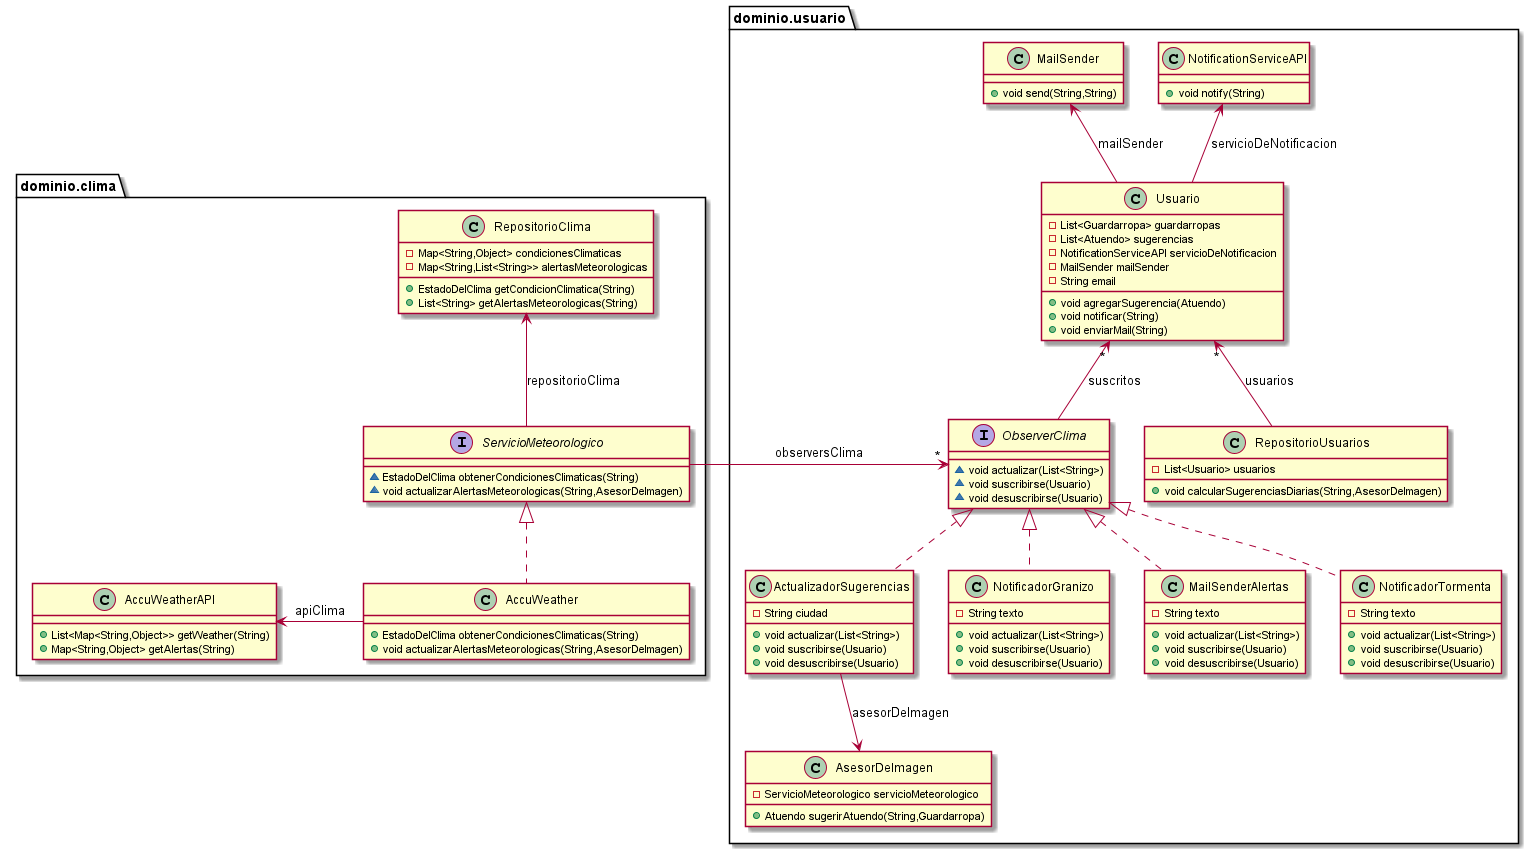 dominio.usuario
MailSender
void send(String,String)
NotificationServiceAPI
void notify(String)
mailSender
servicioDeNotificacion
Usuario
List<Guardarropa> guardarropas
List<Atuendo> sugerencias
NotificationServiceAPI servicioDeNotificacion
MailSender mailSender
String email
void agregarSugerencia(Atuendo)
void notificar(String)
void enviarMail(String)
dominio.clima
RepositorioClima
Map<String,Object> condicionesClimaticas
Map<String,List<String>> alertasMeteorologicas
EstadoDelClima getCondicionClimatica(String)
List<String> getAlertasMeteorologicas(String)
repositorioClima
*
suscritos
*
usuarios
ServicioMeteorologico
EstadoDelClima obtenerCondicionesClimaticas(String)
void actualizarAlertasMeteorologicas(String,AsesorDeImagen)
observersClima
*
ObserverClima
void actualizar(List<String>)
void suscribirse(Usuario)
void desuscribirse(Usuario)
RepositorioUsuarios
List<Usuario> usuarios
void calcularSugerenciasDiarias(String,AsesorDeImagen)
AccuWeatherAPI
List<Map<String,Object>> getWeather(String)
Map<String,Object> getAlertas(String)
apiClima
AccuWeather
EstadoDelClima obtenerCondicionesClimaticas(String)
void actualizarAlertasMeteorologicas(String,AsesorDeImagen)
ActualizadorSugerencias
String ciudad
void actualizar(List<String>)
void suscribirse(Usuario)
void desuscribirse(Usuario)
NotificadorGranizo
String texto
void actualizar(List<String>)
void suscribirse(Usuario)
void desuscribirse(Usuario)
MailSenderAlertas
String texto
void actualizar(List<String>)
void suscribirse(Usuario)
void desuscribirse(Usuario)
NotificadorTormenta
String texto
void actualizar(List<String>)
void suscribirse(Usuario)
void desuscribirse(Usuario)
asesorDeImagen
AsesorDeImagen
ServicioMeteorologico servicioMeteorologico
Atuendo sugerirAtuendo(String,Guardarropa)